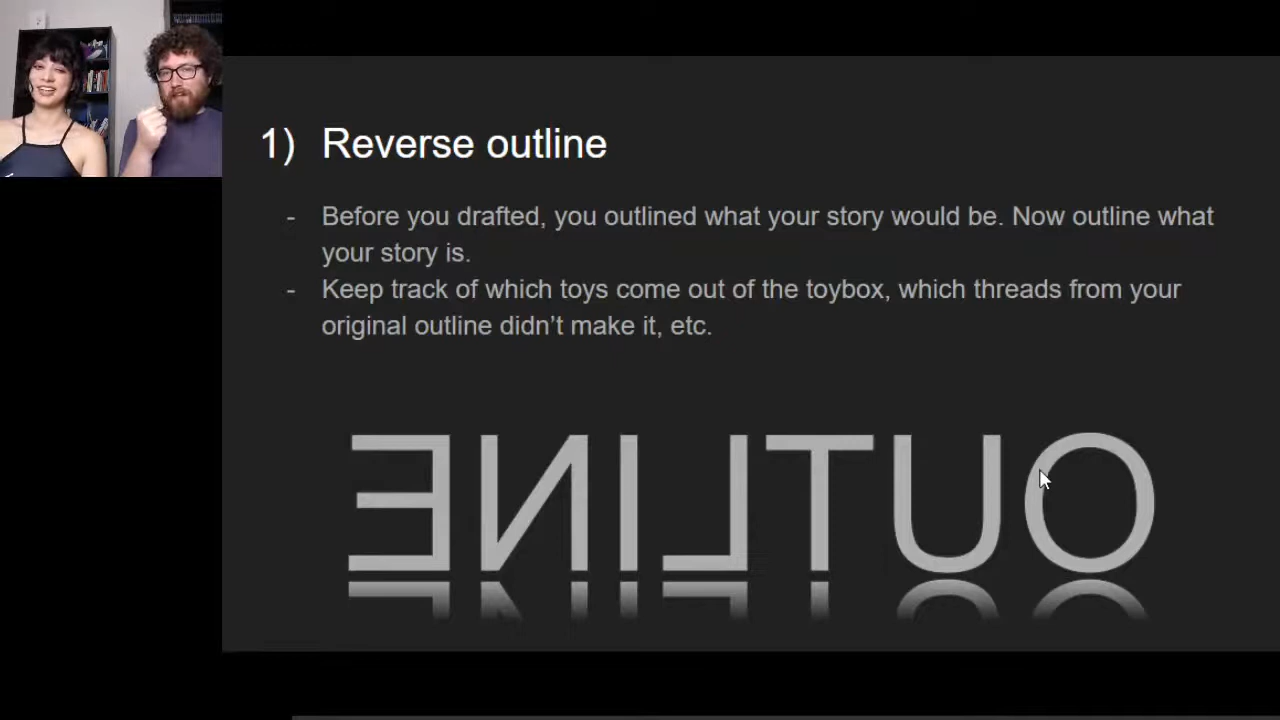 1) Reverse outline
- Before you drafted, you outlined what your story would be. Now outline what
your story is.
- Keep track of which toys come out of the toybox, which threads from your
original outline didn’t make it, etc.
OUTLINE